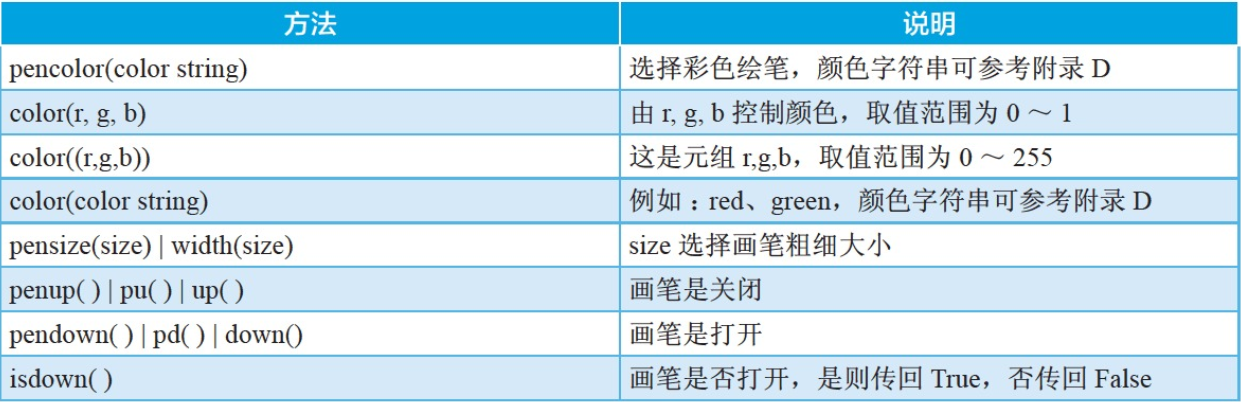 方法 说明
pencolor(color string) 选择彩色绘笔，颜色字符串可参考附录 D
color(r, g, b) 由 r, g, b 控制颜色，取值范围为 0 ～ 1
color((r,g,b)) 这是元组 r,g,b，取值范围为 0 ～ 255
color(color string) 例如：red、green，颜色字符串可参考附录 D
pensize(size) | width(size) size 选择画笔粗细大小
penup( ) | pu( ) | up( ) 画笔是关闭
pendown( ) | pd( ) | down() 画笔是打开
isdown( ) 画笔是否打开，是则传回 True，否传回 False